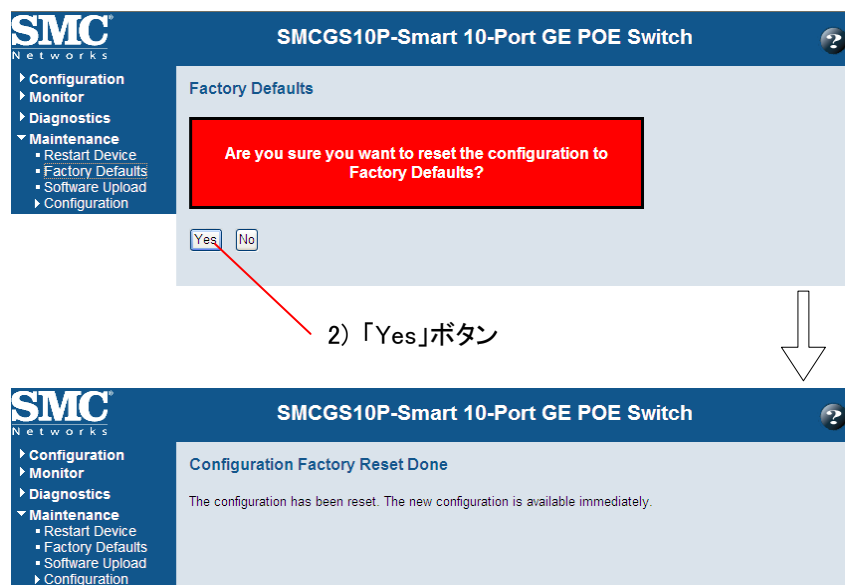 SMC®
Networks
SMCGS10P-Smart 10-Port GE POE Switch
?
Configuration
Monitor
Diagnostics
Maintenance
Restart Device
Factory Defaults
Software Upload
Configuration
Factory Defaults
Are you sure you want to reset the configuration to
Factory Defaults?
Yes No
2) 「Yes」ボタン
SMC®
Networks
SMCGS10P-Smart 10-Port GE POE Switch
?
Configuration
Monitor
Diagnostics
Maintenance
Restart Device
Factory Defaults
Software Upload
Configuration
Configuration Factory Reset Done
The configuration has been reset. The new configuration is available immediately.